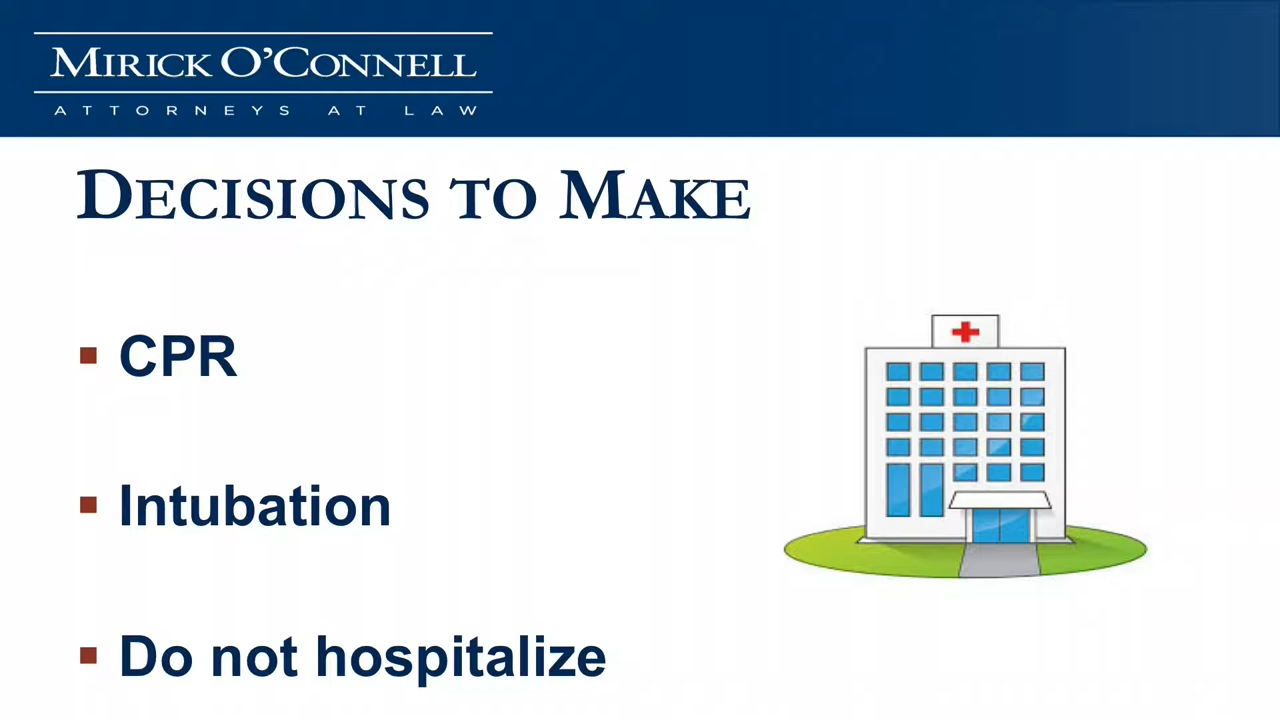 MIRICK O'CONNELL
ATTORNEYS AT LAW
DECISIONS TO MAKE
▪ CPR
▪ Intubation
▪ Do not hospitalize